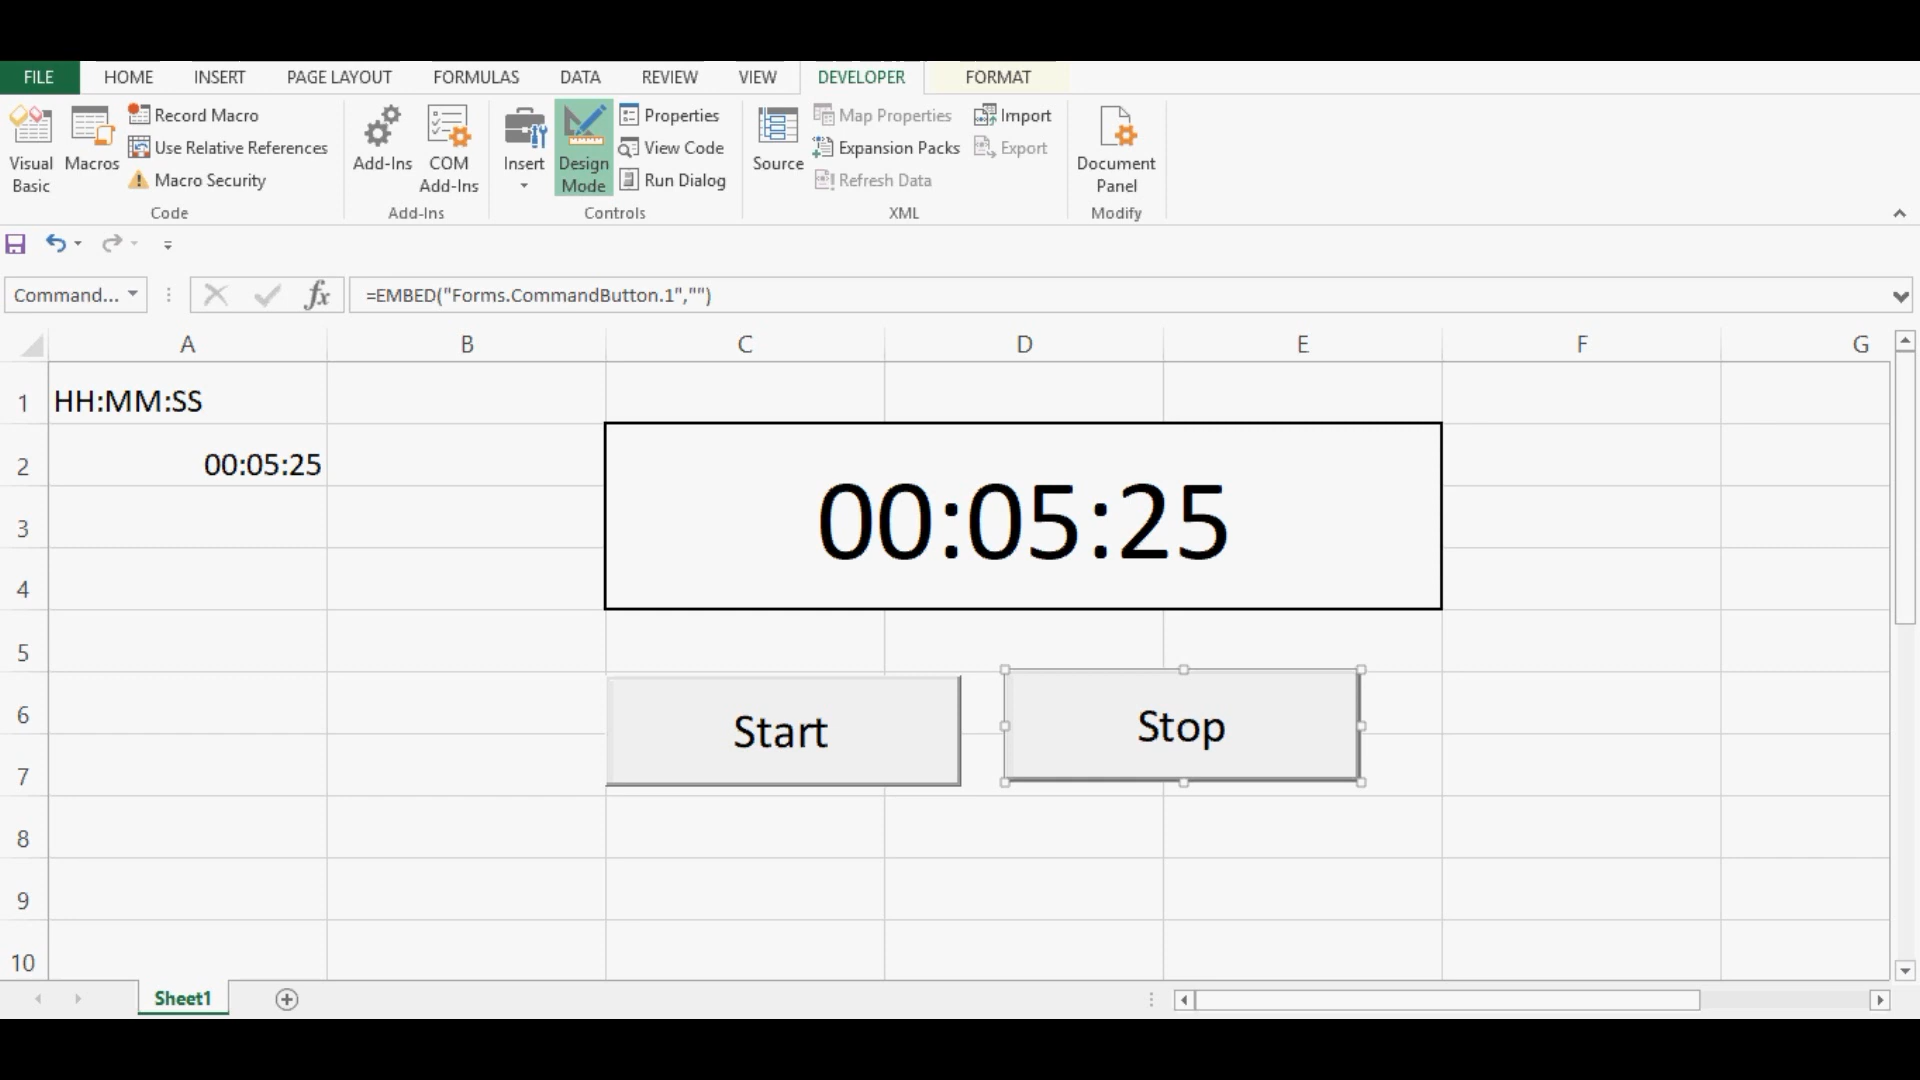 FILE HOME INSERT PAGE LAYOUT FORMULAS DATA REVIEW VIEW DEVELOPER FORMAT
Visual Basic
Macros
Record Macro
Use Relative References
Macro Security
Code
Add-Ins
COM Add-Ins
Add-Ins
Insert
Design Mode
Properties
View Code
Run Dialog
Controls
Source
Map Properties
Expansion Packs
Refresh Data
Import
Export
XML
Document Panel
Modify
Command... fx =EMBED("Forms.CommandButton.1","")
A B C D E F G
1 HH:MM:SS
2 00:05:25
3
00:05:25
4
5
6
Start Stop
7
8
9
10
Sheet1